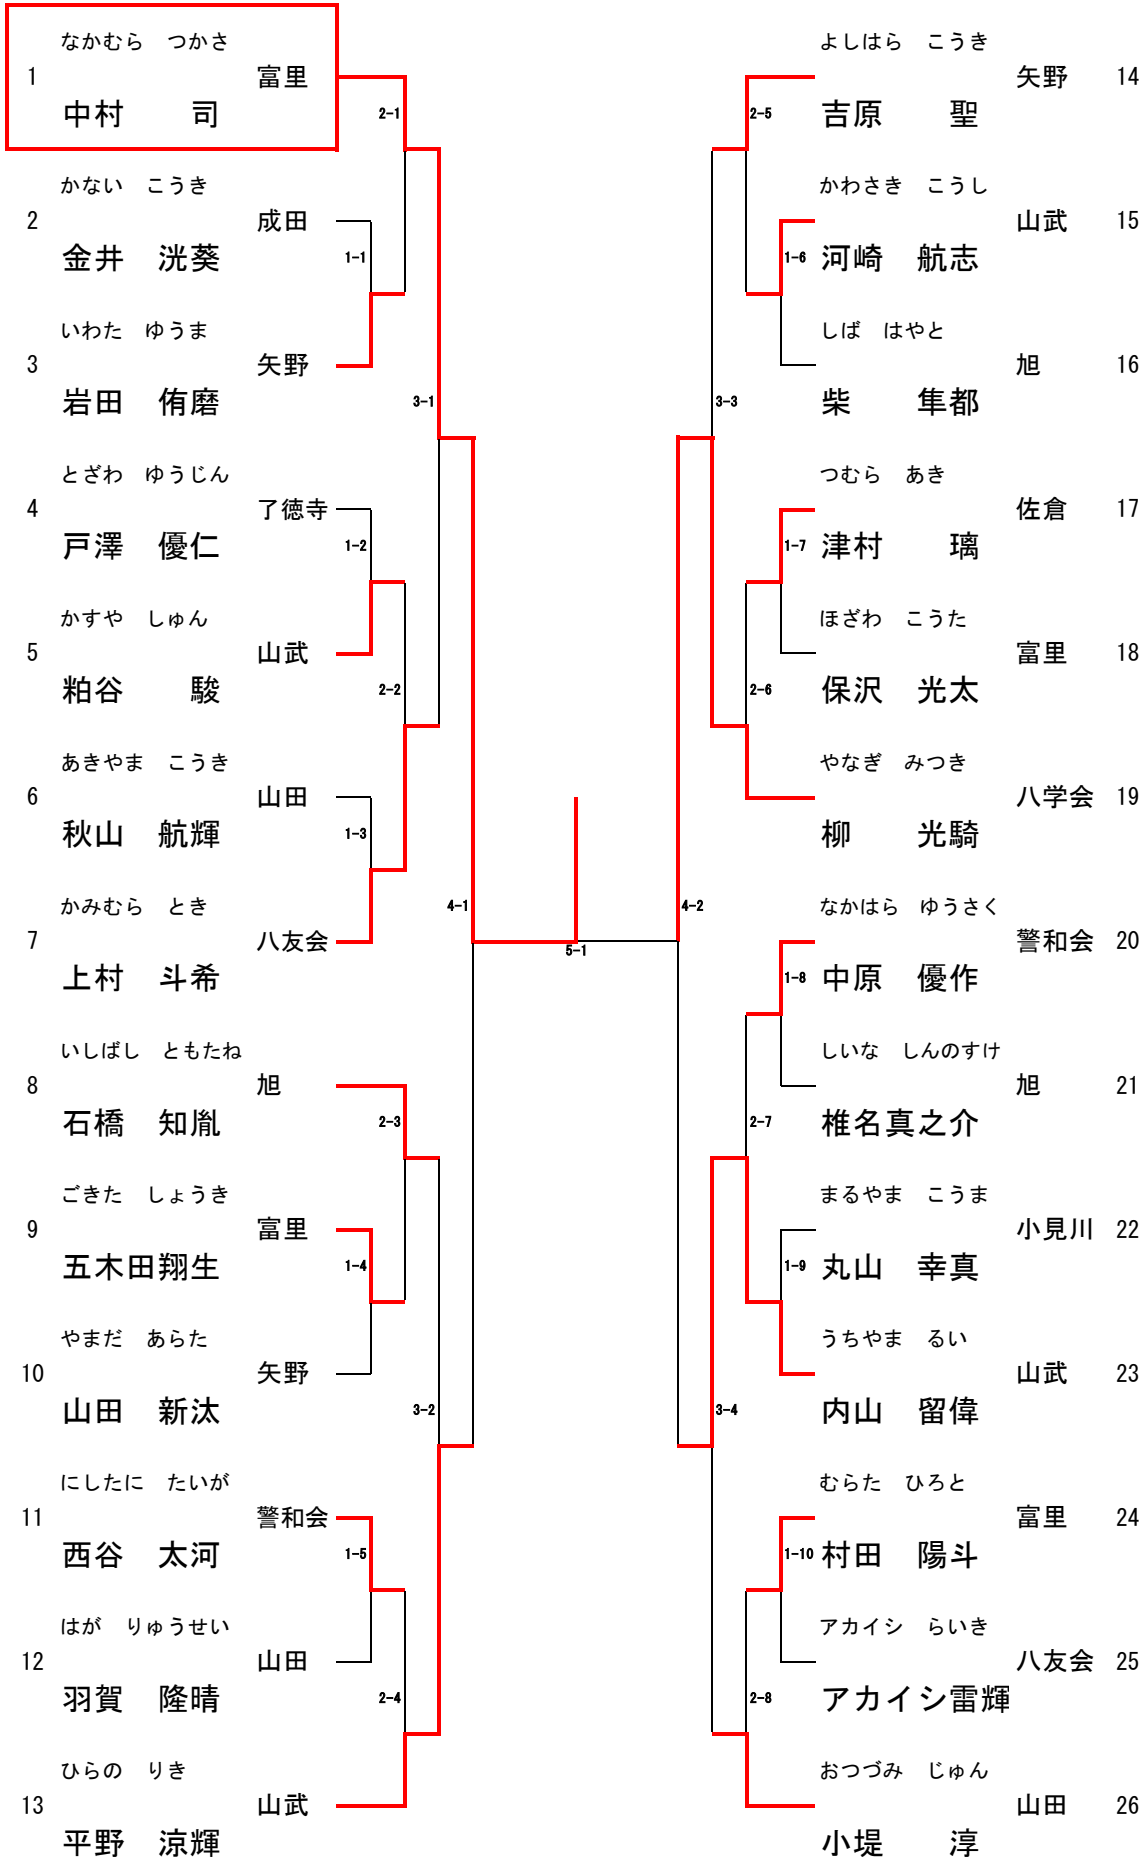 なかむら　つかさ
1 富里
中村　　司
2-1
かない　こうき
2 成田
金井　洸葵
1-1
いわた　ゆうま
3 矢野
岩田　侑磨
3-1
とざわ　ゆうじん
4 了徳寺
戸澤　優仁
1-2
かすや　しゅん
5 山武
粕谷　　駿
2-2
あきやま　こうき
6 山田
秋山　航輝
1-3
かみむら　とき
7 八友会
上村　斗希
4-1
いしばし　ともたね
8 旭
石橋　知胤
2-3
ごきた　しょうき
9 富里
五木田翔生
1-4
やまだ　あらた
10 矢野
山田　新汰
3-2
にしたに　たいが
11 警和会
西谷　太河
1-5
はが　りゅうせい
12 山田
羽賀　隆晴
2-4
ひらの　りき
13 山武
平野　涼輝
5-1
よしはら　こうき
矢野 14
吉原　　聖
2-5
かわさき　こうし
山武 15
河崎　航志
1-6
しば　はやと
旭 16
柴　　隼都
3-3
つむら　あき
佐倉 17
津村　　璃
1-7
ほざわ　こうた
富里 18
保沢　光太
2-6
やなぎ　みつき
八学会 19
柳　　光騎
4-2
なかはら　ゆうさく
警和会 20
中原　優作
1-8
しいな　しんのすけ
旭 21
椎名真之介
2-7
まるやま　こうま
小見川 22
丸山　幸真
1-9
うちやま　るい
山武 23
内山　留偉
3-4
むらた　ひろと
富里 24
村田　陽斗
1-10
アカイシ　らいき
八友会 25
アカイシ雷輝
2-8
おつづみ　じゅん
山田 26
小堤　　淳